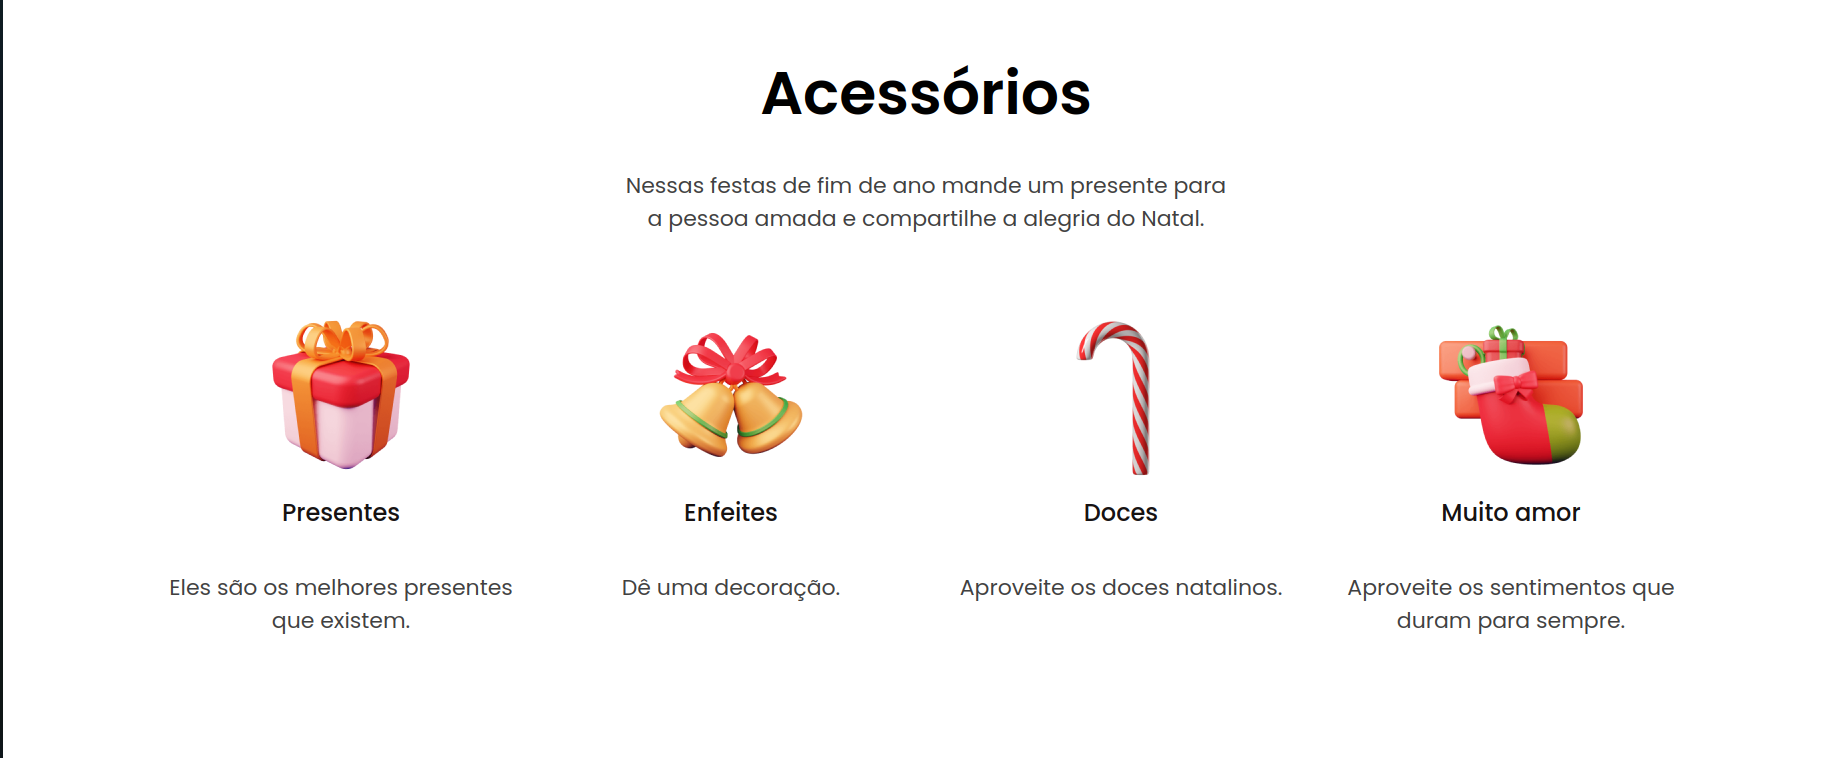 Acessórios
Nessas festas de fim de ano mande um presente para
a pessoa amada e compartilhe a alegria do Natal.
Presentes
Eles são os melhores presentes
que existem.
Enfeites
Dê uma decoração.
Doces
Aproveite os doces natalinos.
Muito amor
Aproveite os sentimentos que
duram para sempre.